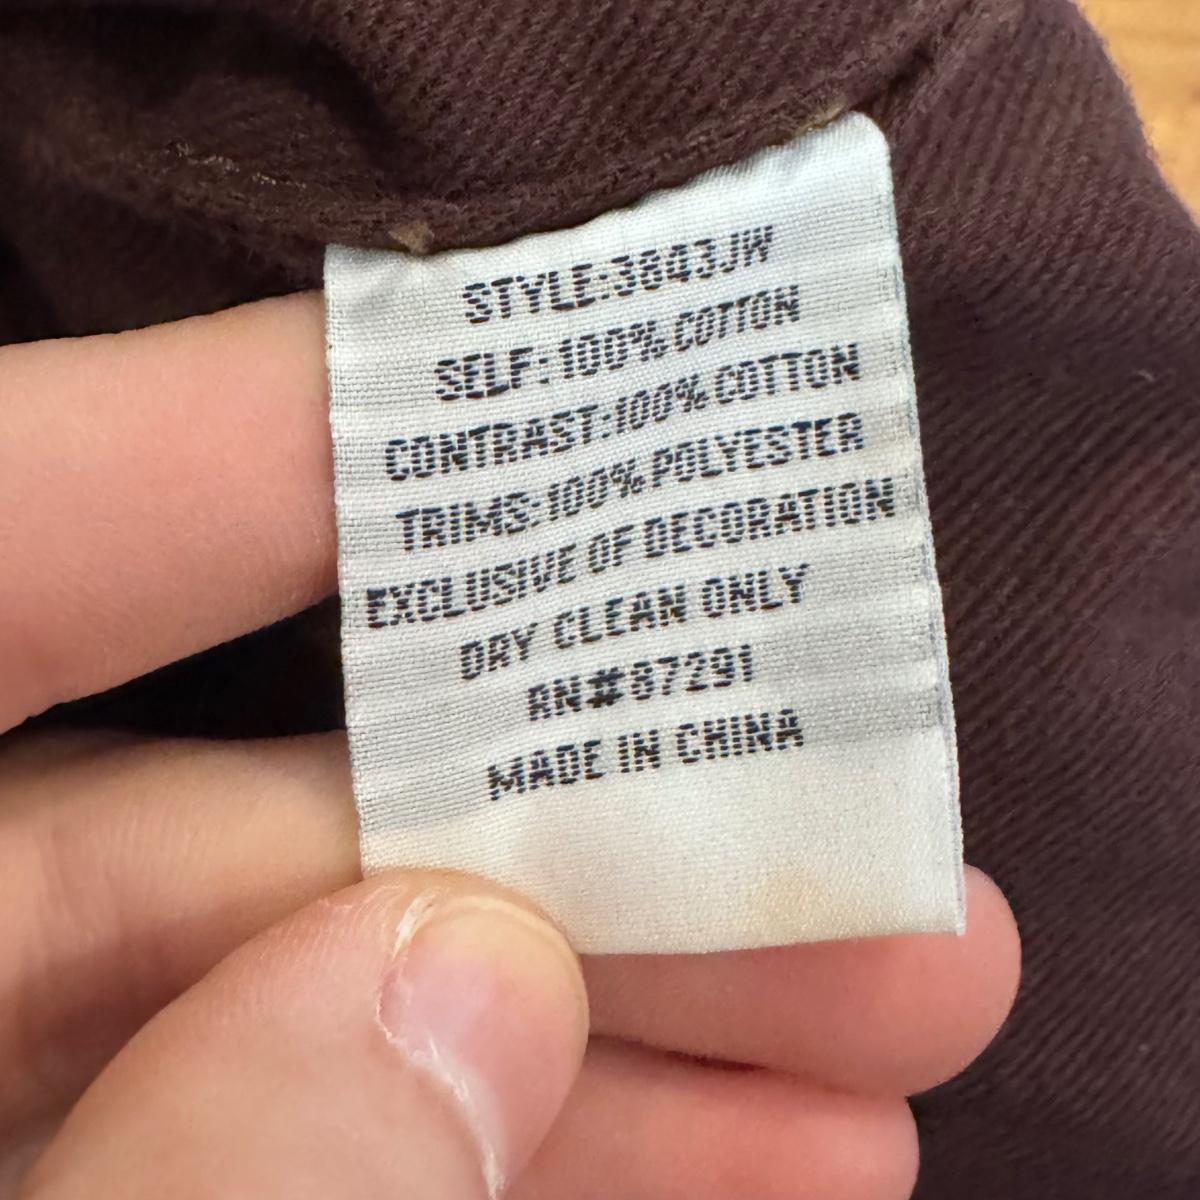 STYLE:3843JW
SELF:100%COTTON
CONTRAST:100%COTTON
TRIMS:100%POLYESTER
EXCLUSIVE OF DECORATION
DRY CLEAN ONLY
RN#87291
MADE IN CHINA